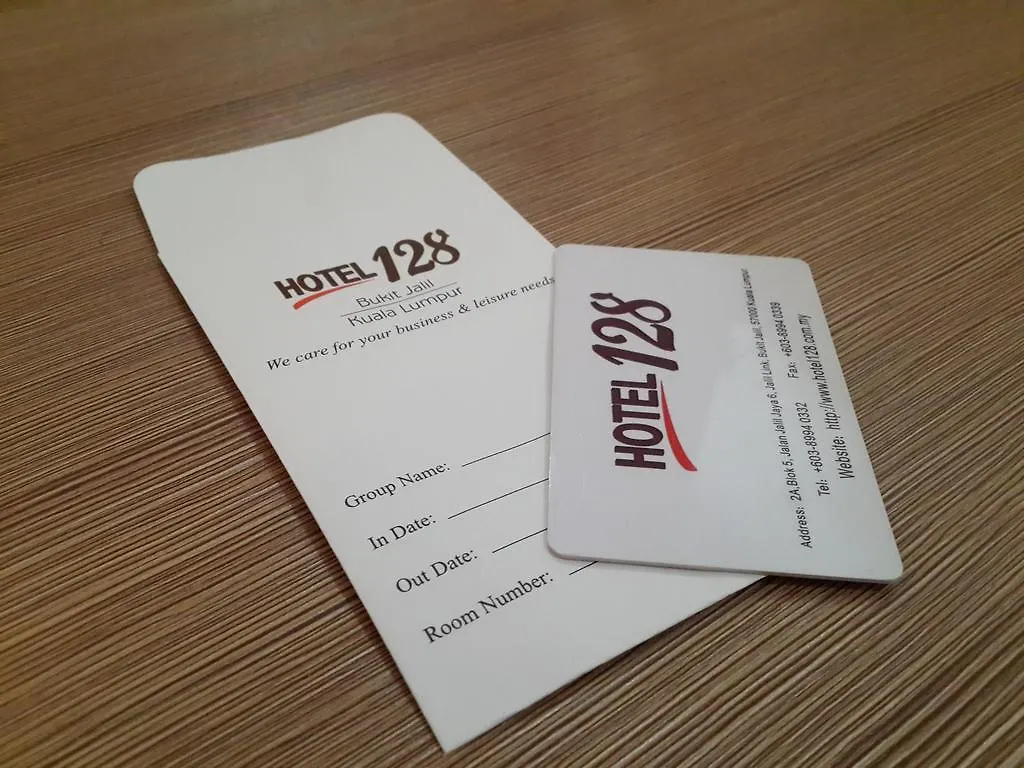 HOTEL 128
Bukit Jalil
Kuala Lumpur
We care for your business & leisure needs
Group Name:
In Date:
Out Date:
Room Number:
HOTEL 128
Address: 2A, Blok 5, Jalan Jalil Jaya 6, Jalil Link, Bukit Jalil, 57000 Kuala Lumpur
Tel: +603-8994 0332 Fax: +603-8994 0339
Website: http://www.hotel128.com.my